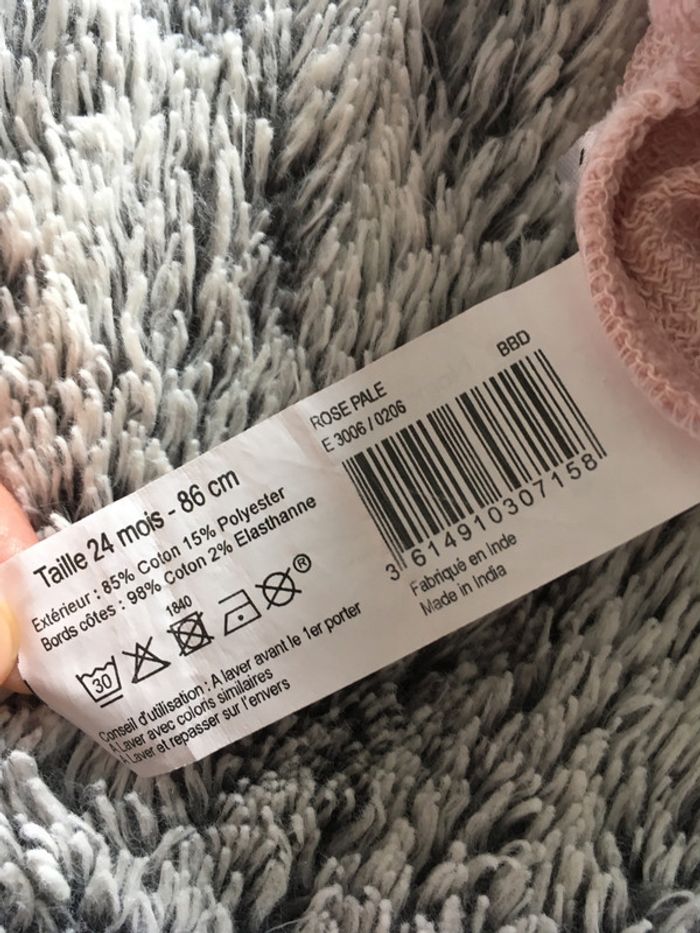 Taille 24 mois - 86 cm
Extérieur : 85% Coton 15% Polyester
Bords côtes : 98% Coton 2% Elasthanne
1840
30
®
Conseil d'utilisation : A laver avant le 1er porter
A Laver avec coloris similaires
A Laver et repasser sur l'envers
ROSE PALE
BBD
E 3006 / 0206
3 614910307158
Fabriqué en Inde
Made in India